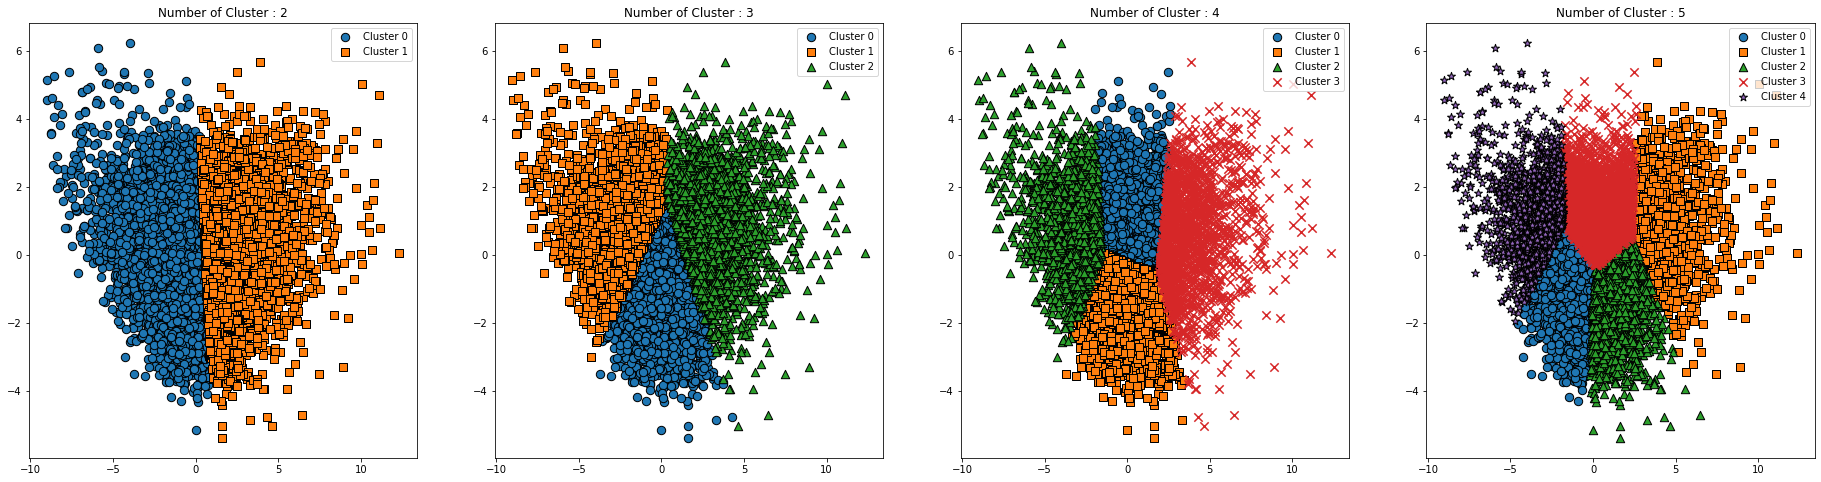 Number of Cluster : 2
Cluster 0
Cluster 1
6
4
2
0
−2
−4
−10
−5
0
5
10
Number of Cluster : 3
Cluster 0
Cluster 1
Cluster 2
6
4
2
0
−2
−4
−10
−5
0
5
10
Number of Cluster : 4
Cluster 0
Cluster 1
Cluster 2
Cluster 3
6
4
2
0
−2
−4
−10
−5
0
5
10
Number of Cluster : 5
Cluster 0
Cluster 1
Cluster 2
Cluster 3
Cluster 4
6
4
2
0
−2
−4
−10
−5
0
5
10